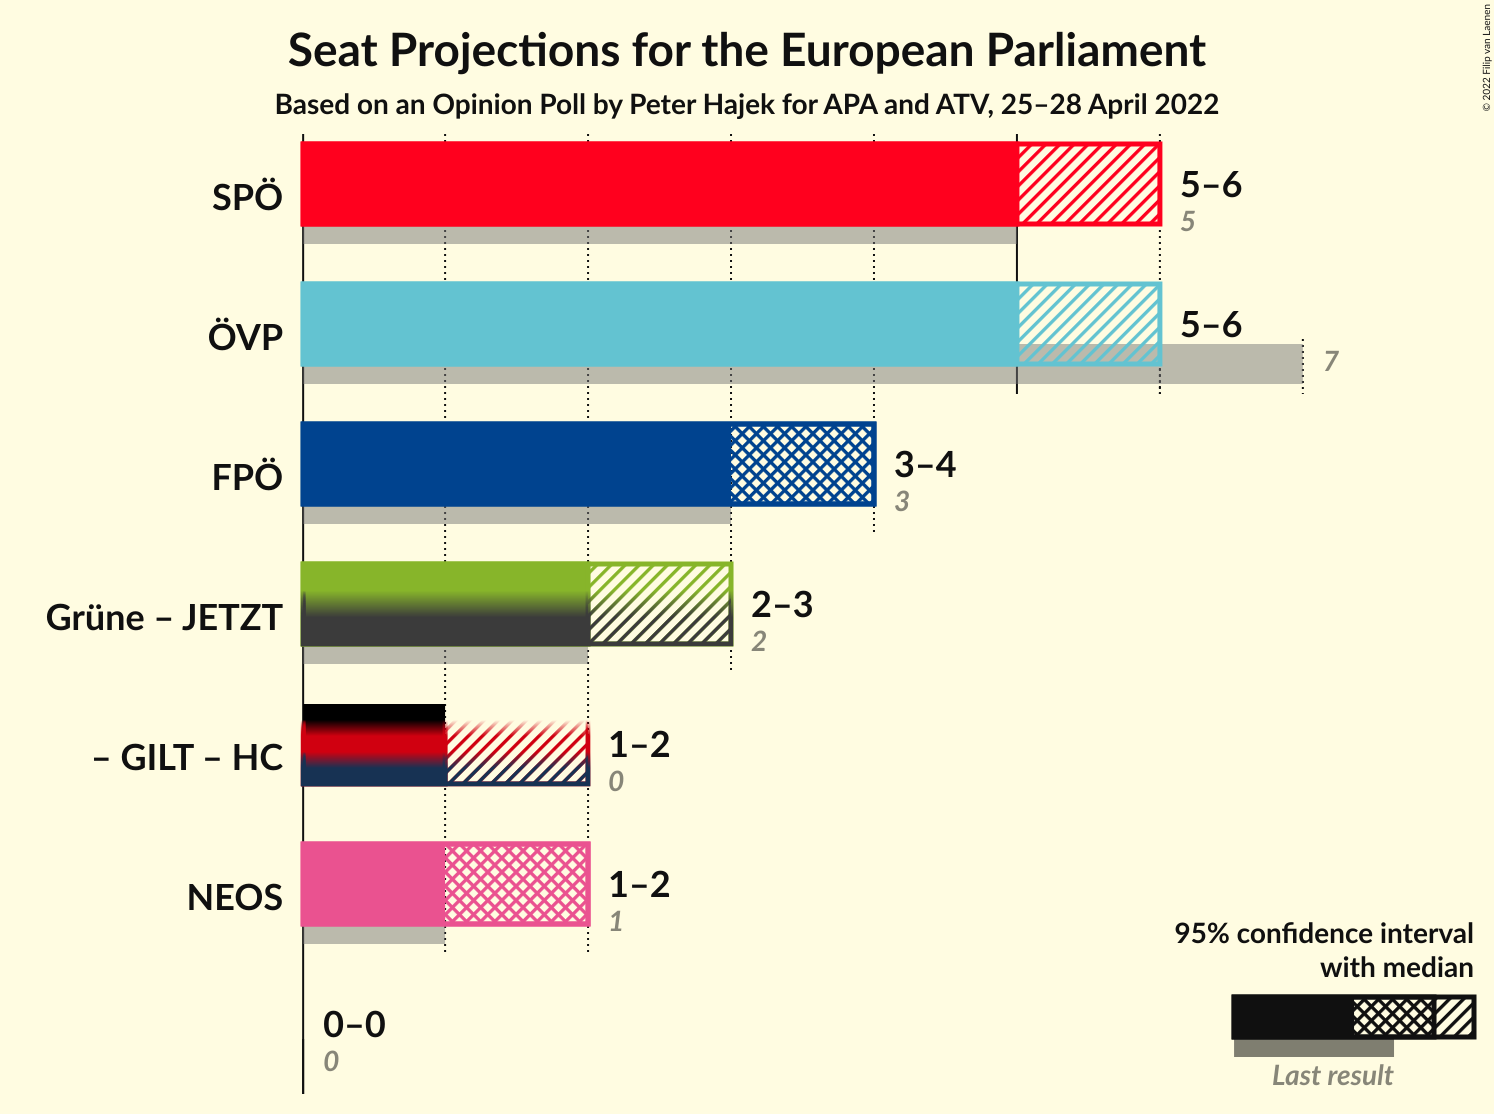 Seat Projections for the European Parliament
Based on an Opinion Poll by Peter Hajek for APA and ATV, 25–28 April 2022
© 2022 Filip van Laenen
SPÖ
5–6
5
ÖVP
5–6
7
FPÖ
3–4
3
Grüne – JETZT
2–3
2
– GILT – HC
1–2
0
NEOS
1–2
1
0–0
0
95% confidence interval
with median
Last result